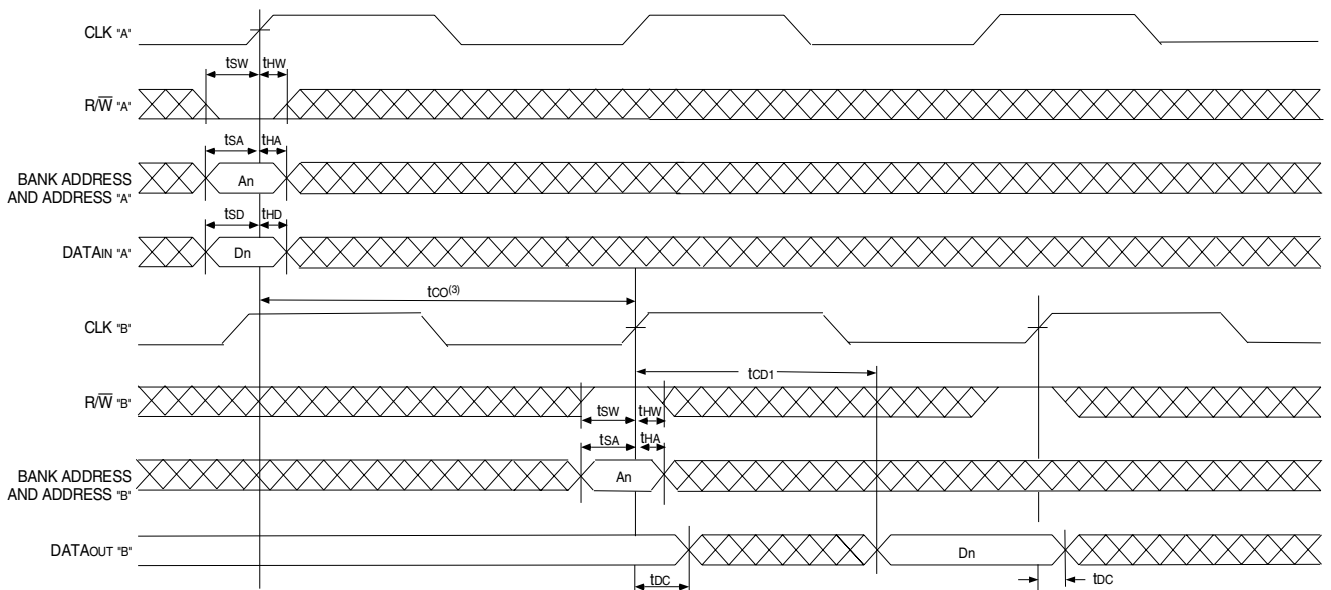 CLK "A"
tSW tHW
R/W̅ "A"
tSA tHA
BANK ADDRESS
AND ADDRESS "A"
An
tSD tHD
DATAIN "A"
Dn
tCO(3)
CLK "B"
tCD1
R/W̅ "B"
tSW tHW
tSA tHA
BANK ADDRESS
AND ADDRESS "B"
An
DATAOUT "B"
Dn
tDC
tDC